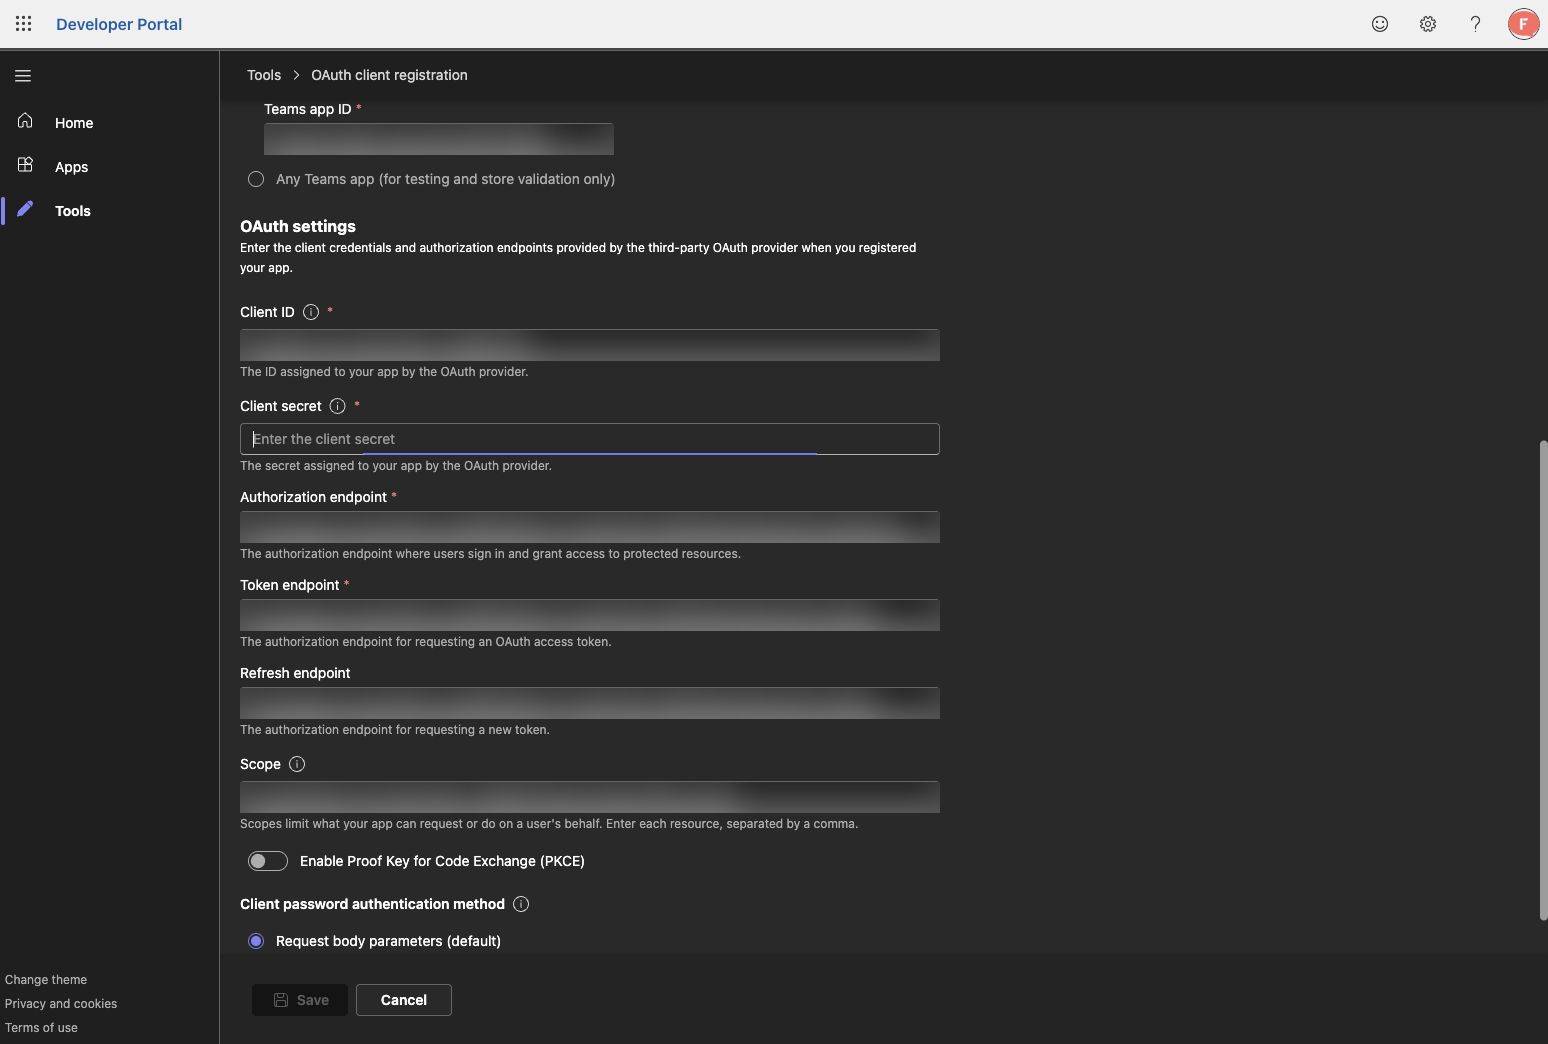 Developer Portal
F
Tools > OAuth client registration
Home
Apps
Tools
Teams app ID *
Any Teams app (for testing and store validation only)
OAuth settings
Enter the client credentials and authorization endpoints provided by the third-party OAuth provider when you registered
your app.
Client ID *
The ID assigned to your app by the OAuth provider.
Client secret *
Enter the client secret
The secret assigned to your app by the OAuth provider.
Authorization endpoint *
The authorization endpoint where users sign in and grant access to protected resources.
Token endpoint *
The authorization endpoint for requesting an OAuth access token.
Refresh endpoint
The authorization endpoint for requesting a new token.
Scope
Scopes limit what your app can request or do on a user's behalf. Enter each resource, separated by a comma.
Enable Proof Key for Code Exchange (PKCE)
Client password authentication method
Request body parameters (default)
Save
Cancel
Change theme
Privacy and cookies
Terms of use